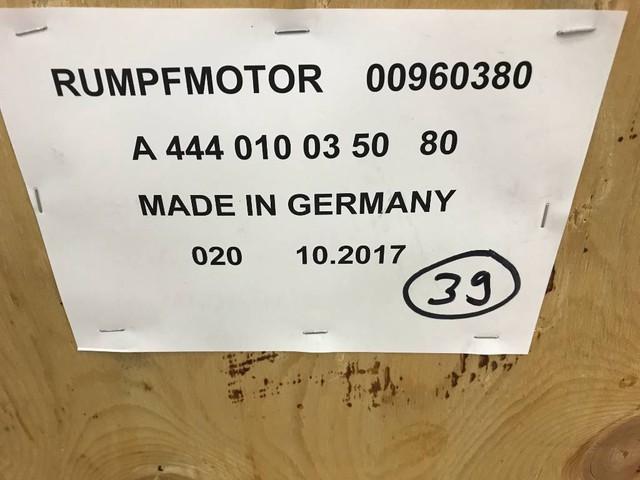 RUMPFMOTOR 00960380
A 444 010 03 50 80
MADE IN GERMANY
020 10.2017
39